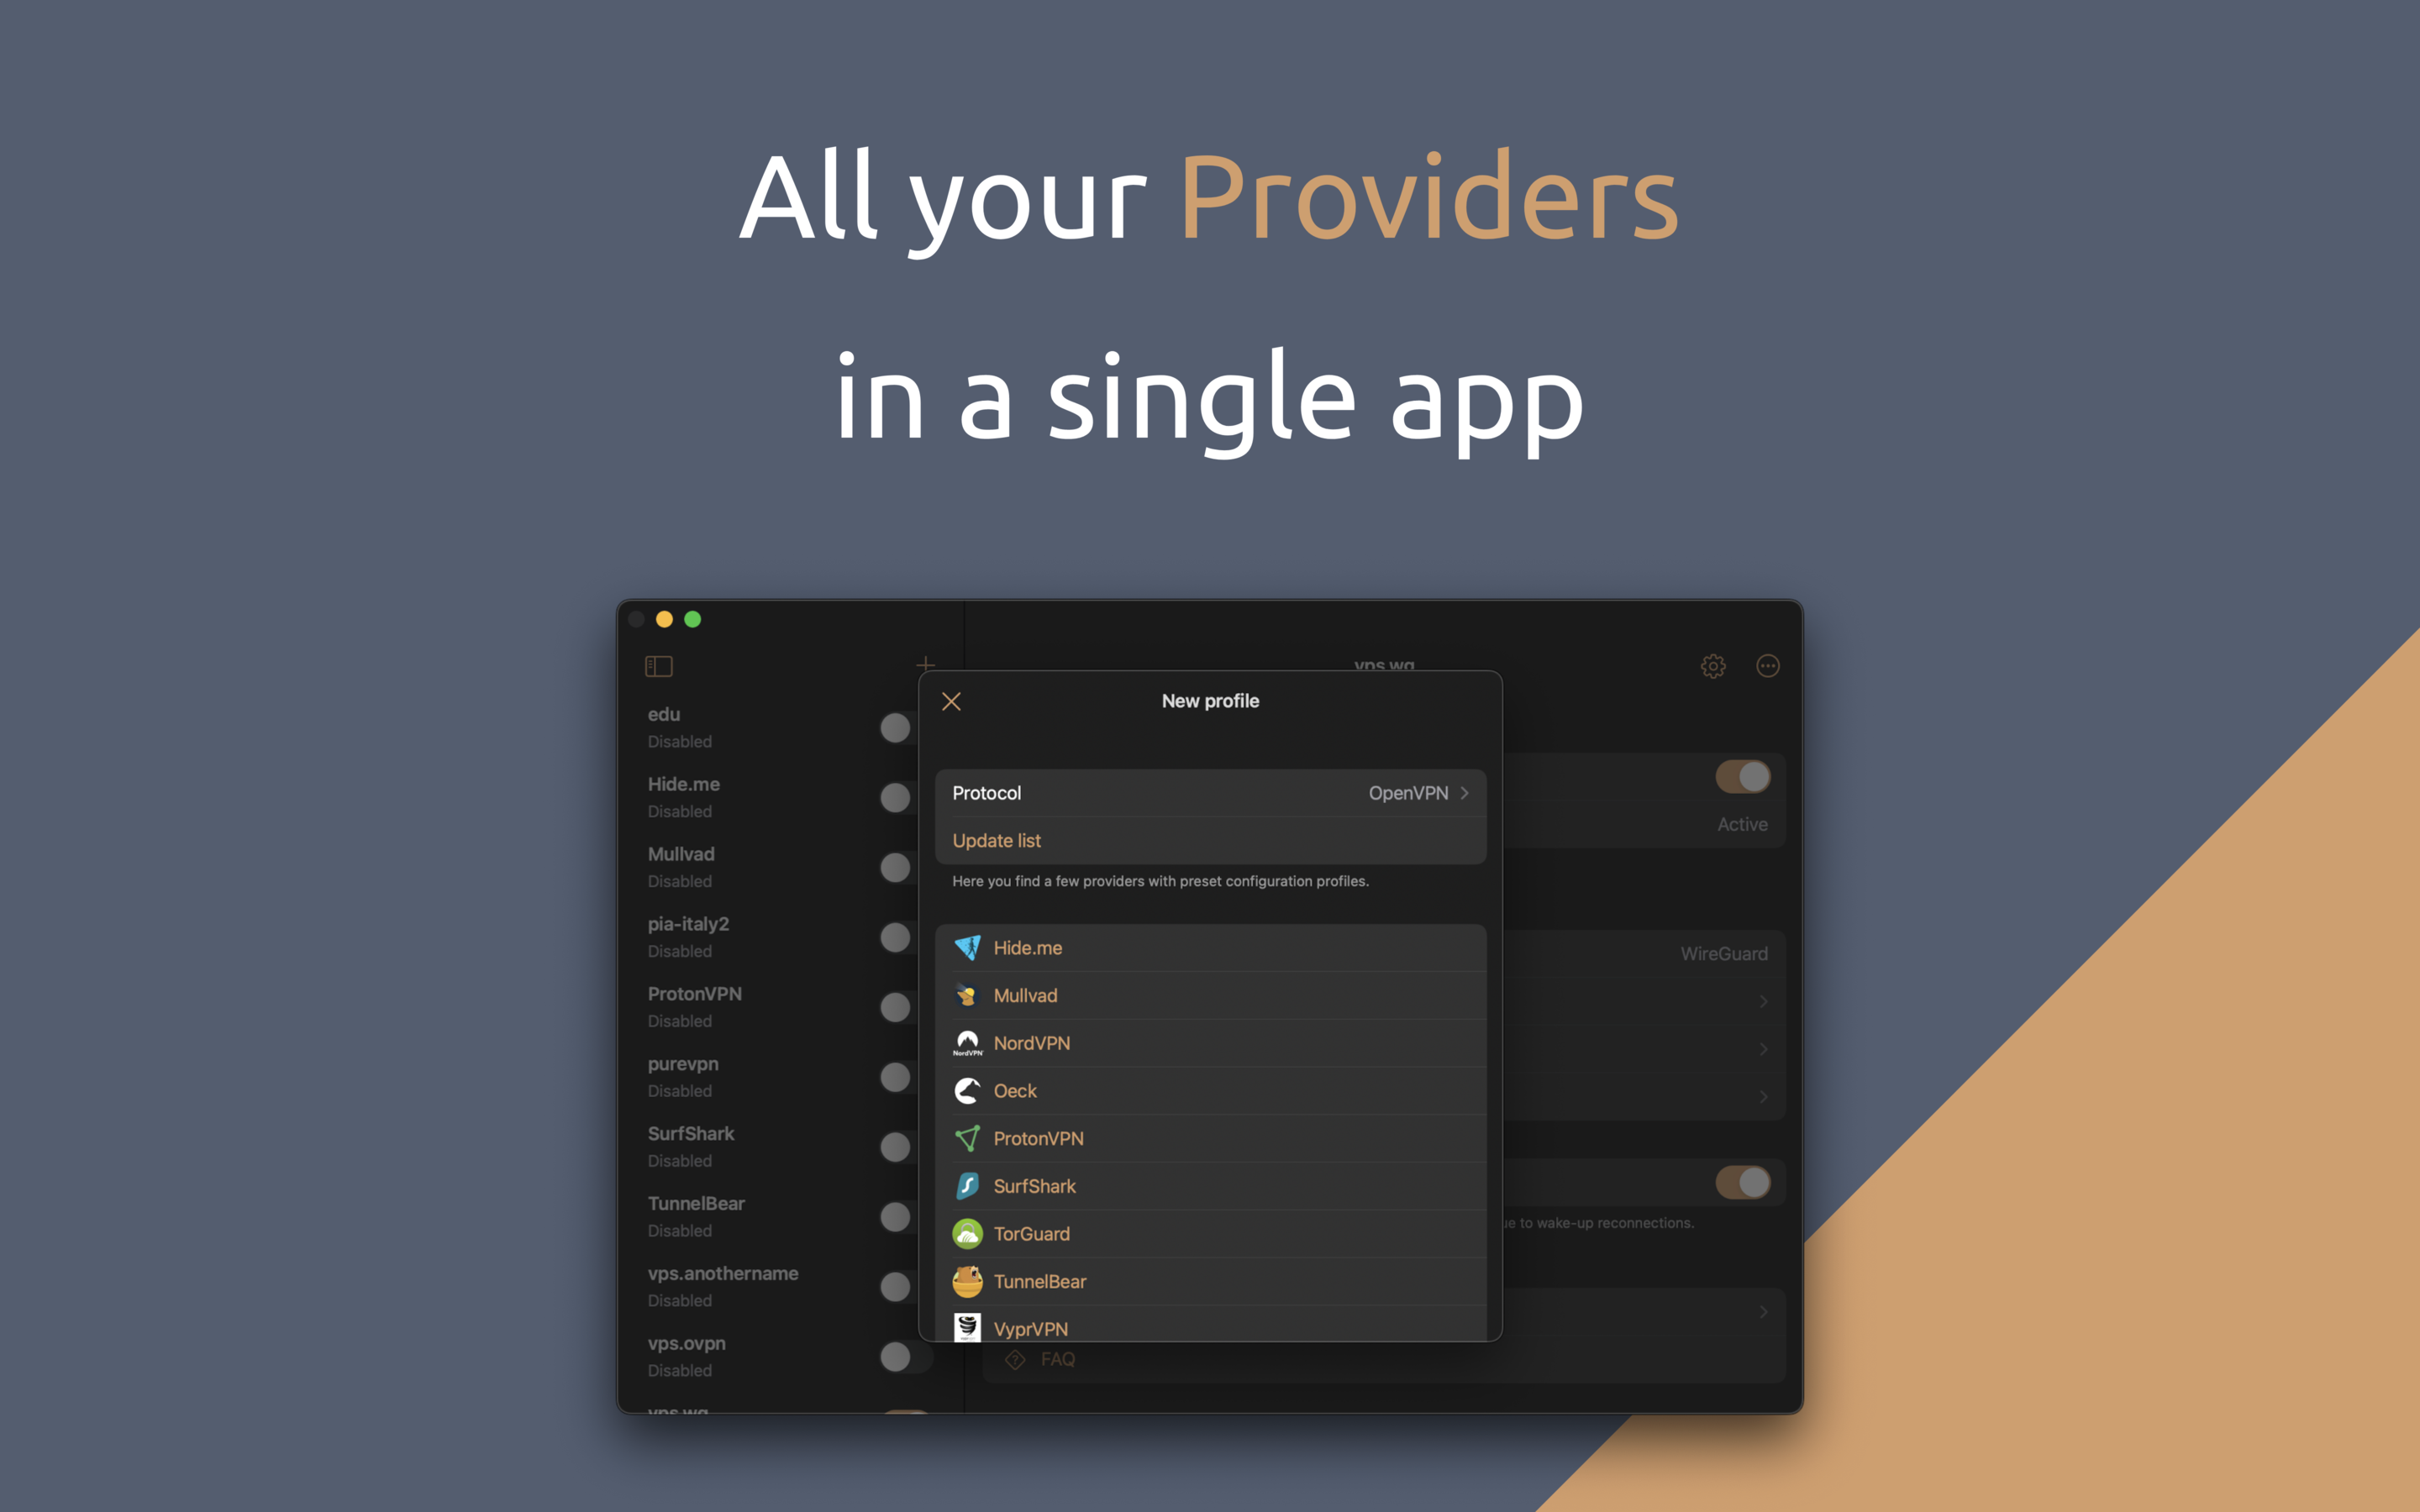 All your Providers
in a single app
vps.wg
edu
Disabled
Hide.me
Disabled
Mullvad
Disabled
pia-italy2
Disabled
ProtonVPN
Disabled
purevpn
Disabled
SurfShark
Disabled
TunnelBear
Disabled
vps.anothername
Disabled
vps.ovpn
Disabled
vps.wg
New profile
Protocol OpenVPN
Update list
Here you find a few providers with preset configuration profiles.
Hide.me
Mullvad
NordVPN NordVPN
Oeck
ProtonVPN
SurfShark
TorGuard
TunnelBear
VyprVPN
Active
WireGuard
to wake-up reconnections.
FAQ